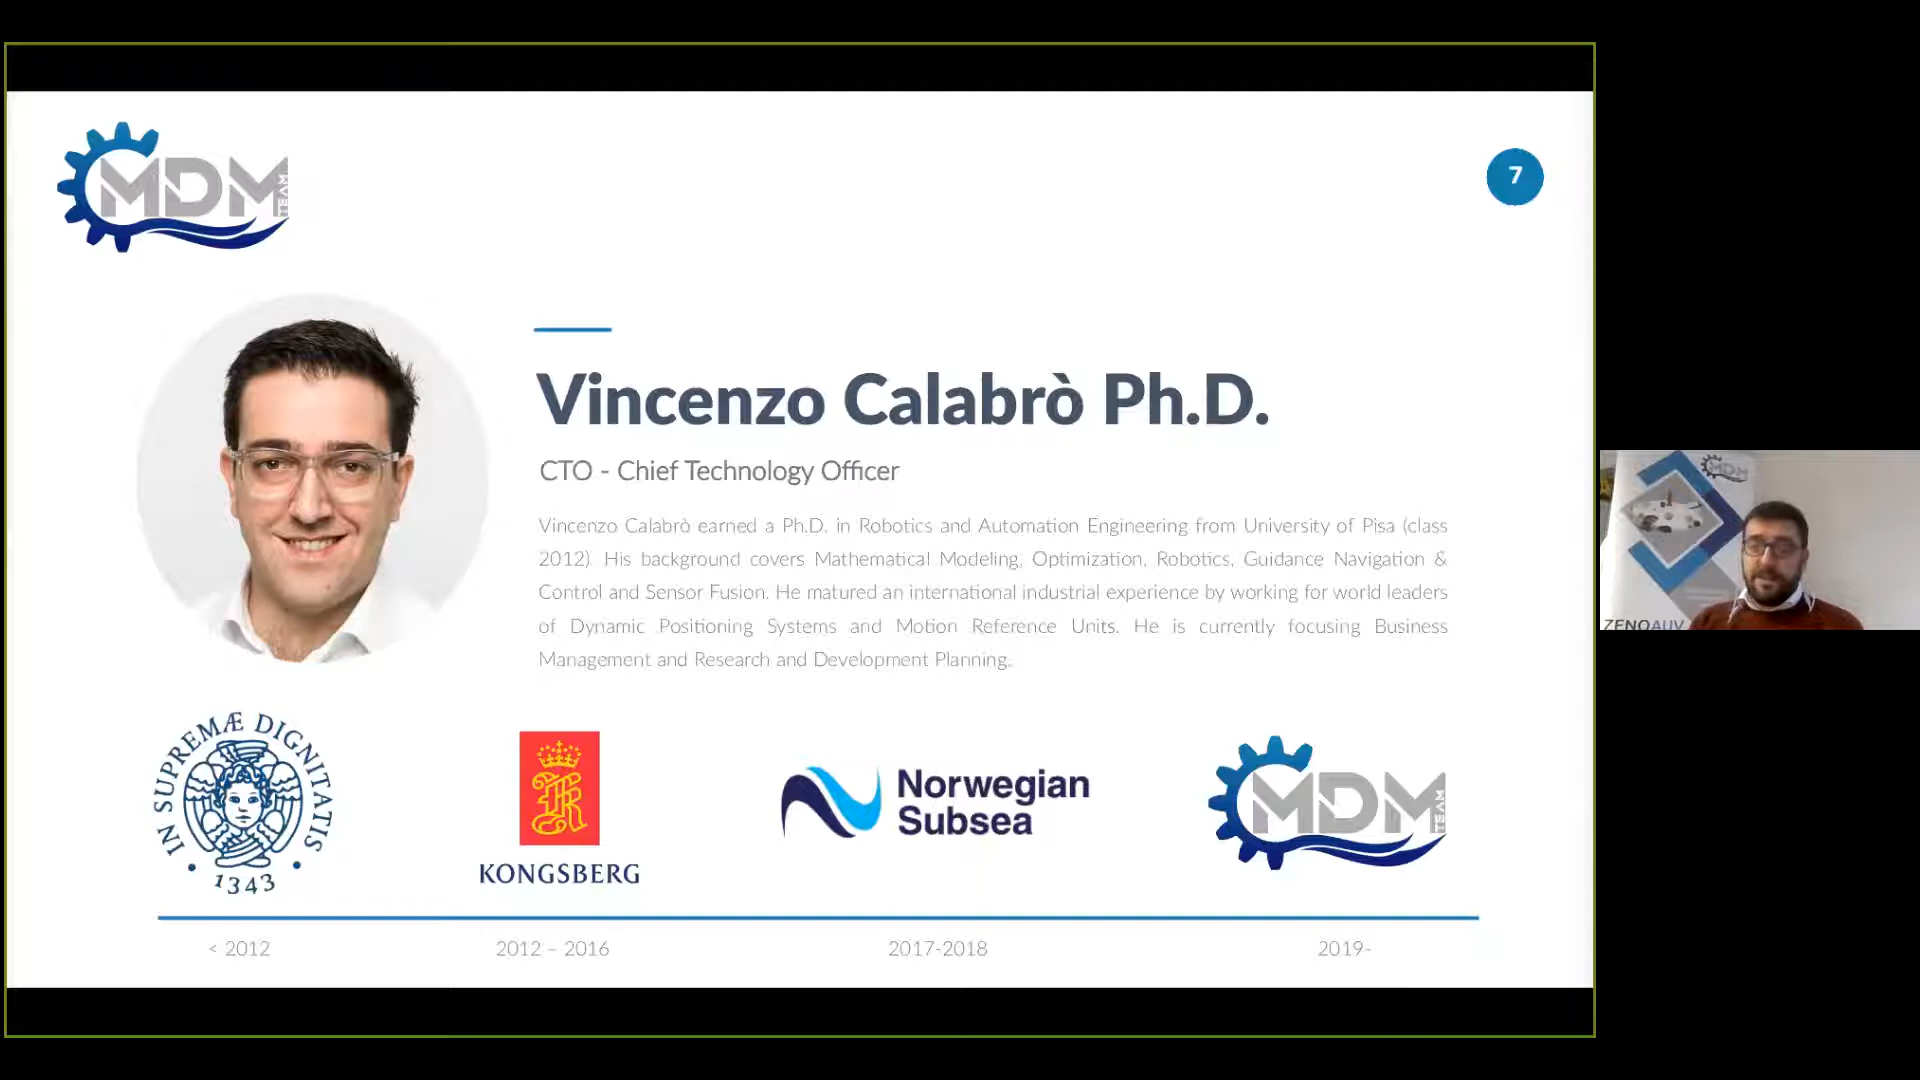 MDM TEAM
7
Vincenzo Calabrò Ph.D.
CTO - Chief Technology Officer
Vincenzo Calabrò earned a Ph.D. in Robotics and Automation Engineering from University of Pisa (class
2012). His background covers Mathematical Modeling, Optimization, Robotics, Guidance Navigation &
Control and Sensor Fusion. He matured an international industrial experience by working for world leaders
of Dynamic Positioning Systems and Motion Reference Units. He is currently focusing Business
Management and Research and Development Planning.
MDM
ZENOAUV
IN SUPREMÆ DIGNITATIS
1343
KONGSBERG
Norwegian
Subsea
MDM TEAM
< 2012
2012 – 2016
2017-2018
2019-